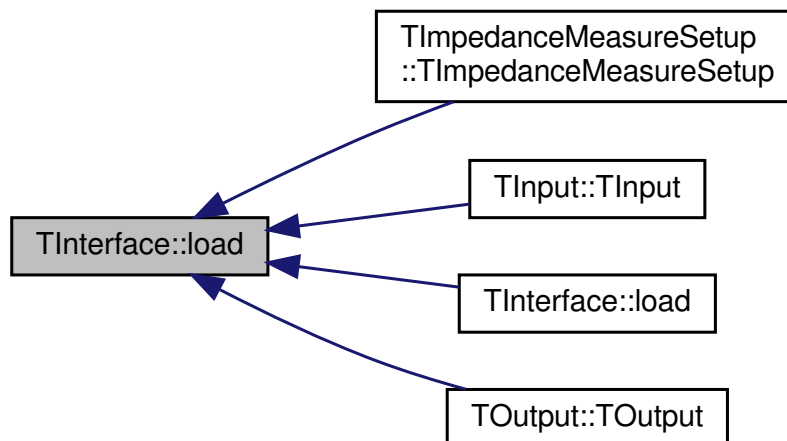 TImpedanceMeasureSetup
::TImpedanceMeasureSetup
TInput::TInput
TInterface::load
TInterface::load
TOutput::TOutput